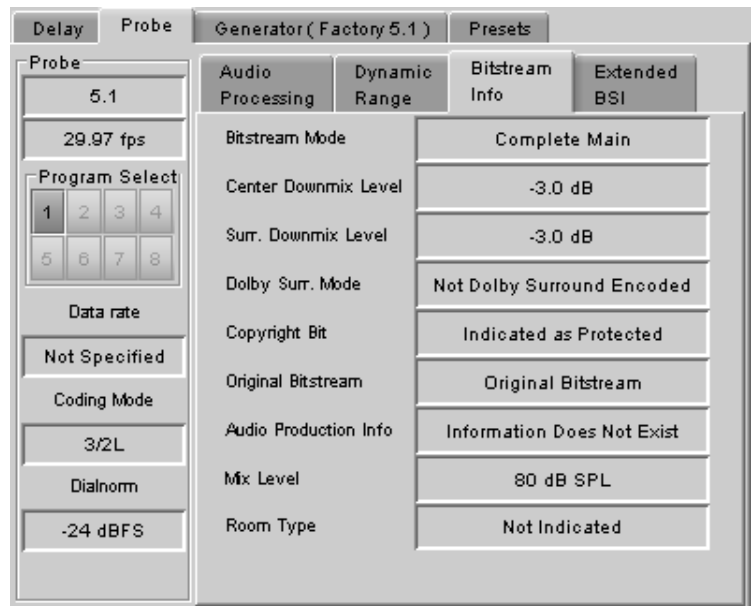 Delay Probe Generator ( Factory 5.1 ) Presets
Probe
5.1
29.97 fps
Program Select
1 2 3 4
5 6 7 8
Data rate
Not Specified
Coding Mode
3/2L
Dialnorm
-24 dBFS
Audio Processing Dynamic Range Bitstream Info Extended BSI
Bitstream Mode Complete Main
Center Downmix Level -3.0 dB
Surr. Downmix Level -3.0 dB
Dolby Surr. Mode Not Dolby Surround Encoded
Copyright Bit Indicated as Protected
Original Bitstream Original Bitstream
Audio Production Info Information Does Not Exist
Mix Level 80 dB SPL
Room Type Not Indicated